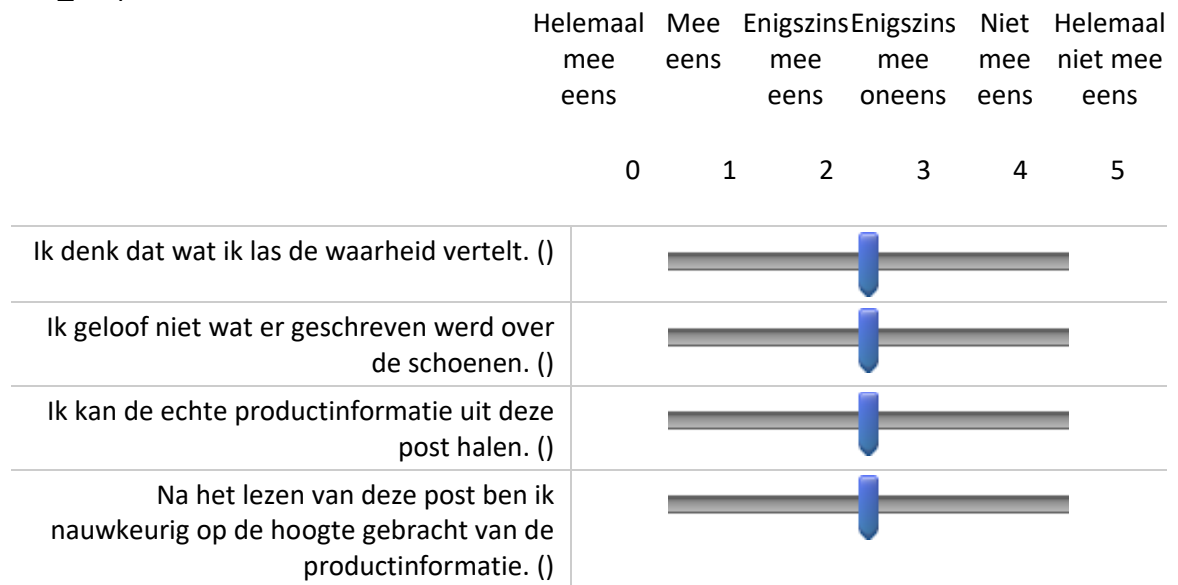 Helemaal Mee EnigszinsEnigszins Niet Helemaal
mee eens mee mee mee niet mee
eens eens oneens eens eens
0 1 2 3 4 5
Ik denk dat wat ik las de waarheid vertelt. ()
Ik geloof niet wat er geschreven werd over
de schoenen. ()
Ik kan de echte productinformatie uit deze
post halen. ()
Na het lezen van deze post ben ik
nauwkeurig op de hoogte gebracht van de
productinformatie. ()